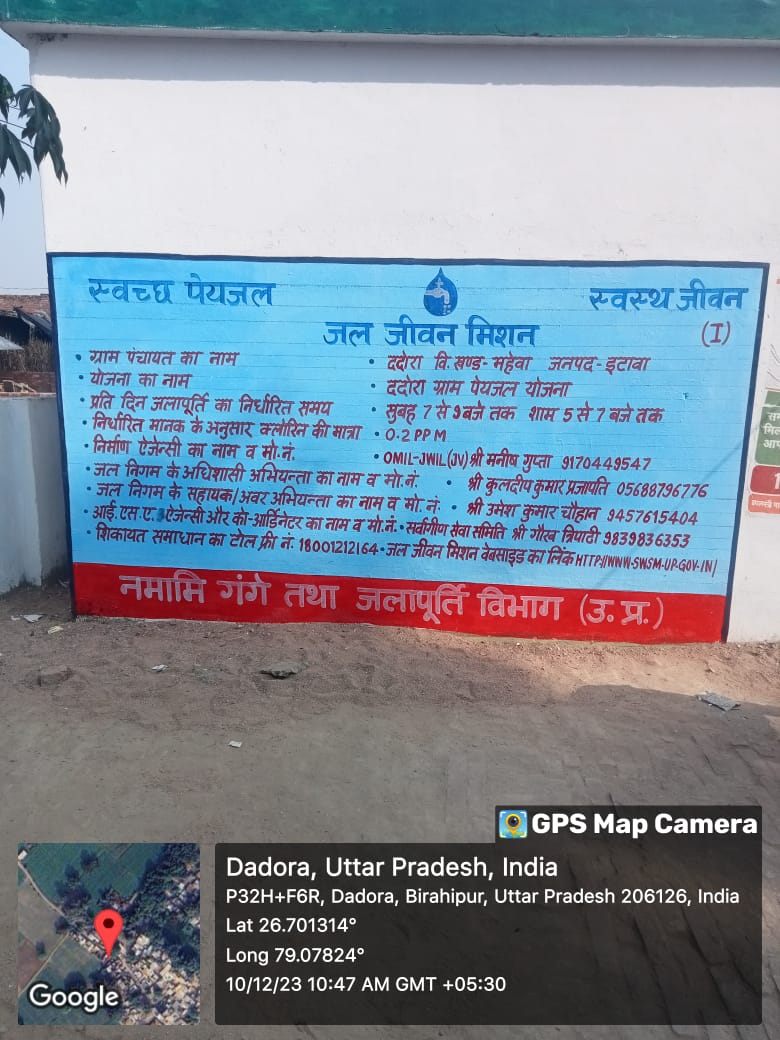 स्वच्छ पेयजल स्वस्थ जीवन
जल जीवन मिशन (I)
• ग्राम पंचायत का नाम • ददोरा वि.खण्ड-महेवा जनपद-इटावा
• योजना का नाम • ददोरा ग्राम पेयजल योजना
• प्रति दिन जलापूर्ति का निर्धारित समय • सुबह 7 से 9 बजे तक शाम 5 से 7 बजे तक
• निर्धारित मानक के अनुसार क्लोरिन की मात्रा • 0.2 PPM
• निर्माण ऐजेन्सी का नाम व मो.नं. • OMIL-JWIL(JV) श्री मनीष गुप्ता 9170449547
• जल निगम के अधिशासी अभियन्ता का नाम व मो.नं. • श्री कुलदीप कुमार प्रजापति 05688796776
• जल निगम के सहायक/अवर अभियन्ता का नाम व मो.नं. • श्री उमेश कुमार चौहान 9457615404
• आई.एस.ए. ऐजेन्सी और को-आर्डिनेटर का नाम व मो.नं. • सर्वांगीण सेवा समिति श्री गौरव त्रिपाठी 9839836353
• शिकायत समाधान का टोल फ्री नं. 18001212164 • जल जीवन मिशन वेबसाइड का लिंक HTTP://WWW-SWSM-UP-GOV-IN/
नमामि गंगे तथा जलापूर्ति विभाग (उ.प्र.)
GPS Map Camera
Dadora, Uttar Pradesh, India
P32H+F6R, Dadora, Birahipur, Uttar Pradesh 206126, India
Lat 26.701314°
Long 79.07824°
10/12/23 10:47 AM GMT +05:30
Google